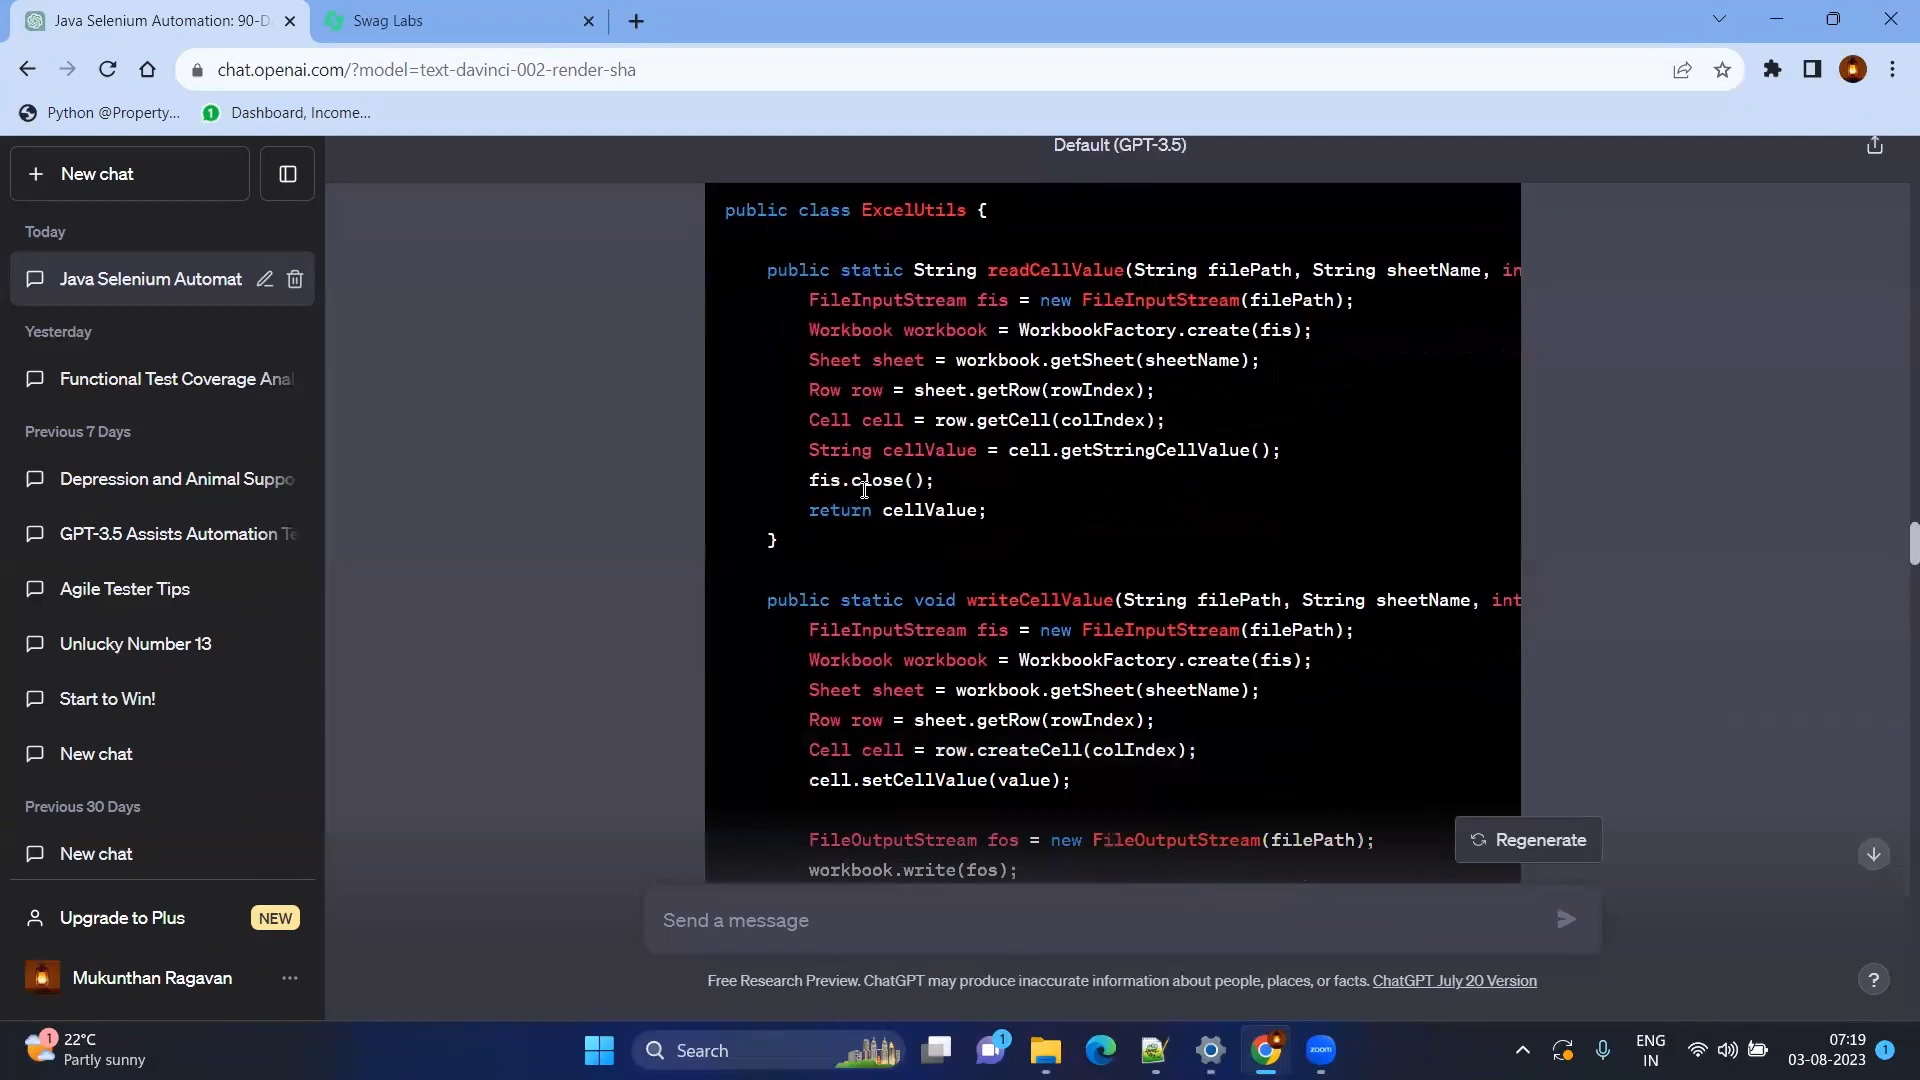 Java Selenium Automation: 90-D
Swag Labs
chat.openai.com/?model=text-davinci-002-render-sha
Python @Property...
Dashboard, Income...
New chat
Default (GPT-3.5)
Today
Java Selenium Automat
Yesterday
Functional Test Coverage Anal
Previous 7 Days
Depression and Animal Suppo
GPT-3.5 Assists Automation Te
Agile Tester Tips
Unlucky Number 13
Start to Win!
New chat
Previous 30 Days
New chat
Upgrade to Plus
NEW
Mukunthan Ragavan
public class ExcelUtils {
public static String readCellValue(String filePath, String sheetName, in
FileInputStream fis = new FileInputStream(filePath);
Workbook workbook = WorkbookFactory.create(fis);
Sheet sheet = workbook.getSheet(sheetName);
Row row = sheet.getRow(rowIndex);
Cell cell = row.getCell(colIndex);
String cellValue = cell.getStringCellValue();
fis.close();
return cellValue;
}
public static void writeCellValue(String filePath, String sheetName, int
FileInputStream fis = new FileInputStream(filePath);
Workbook workbook = WorkbookFactory.create(fis);
Sheet sheet = workbook.getSheet(sheetName);
Row row = sheet.getRow(rowIndex);
Cell cell = row.createCell(colIndex);
cell.setCellValue(value);
FileOutputStream fos = new FileOutputStream(filePath);
workbook.write(fos);
Regenerate
Send a message
Free Research Preview. ChatGPT may produce inaccurate information about people, places, or facts. ChatGPT July 20 Version
?
1
22°C
Partly sunny
Search
1
zoom
ENG
IN
07:19
03-08-2023
1